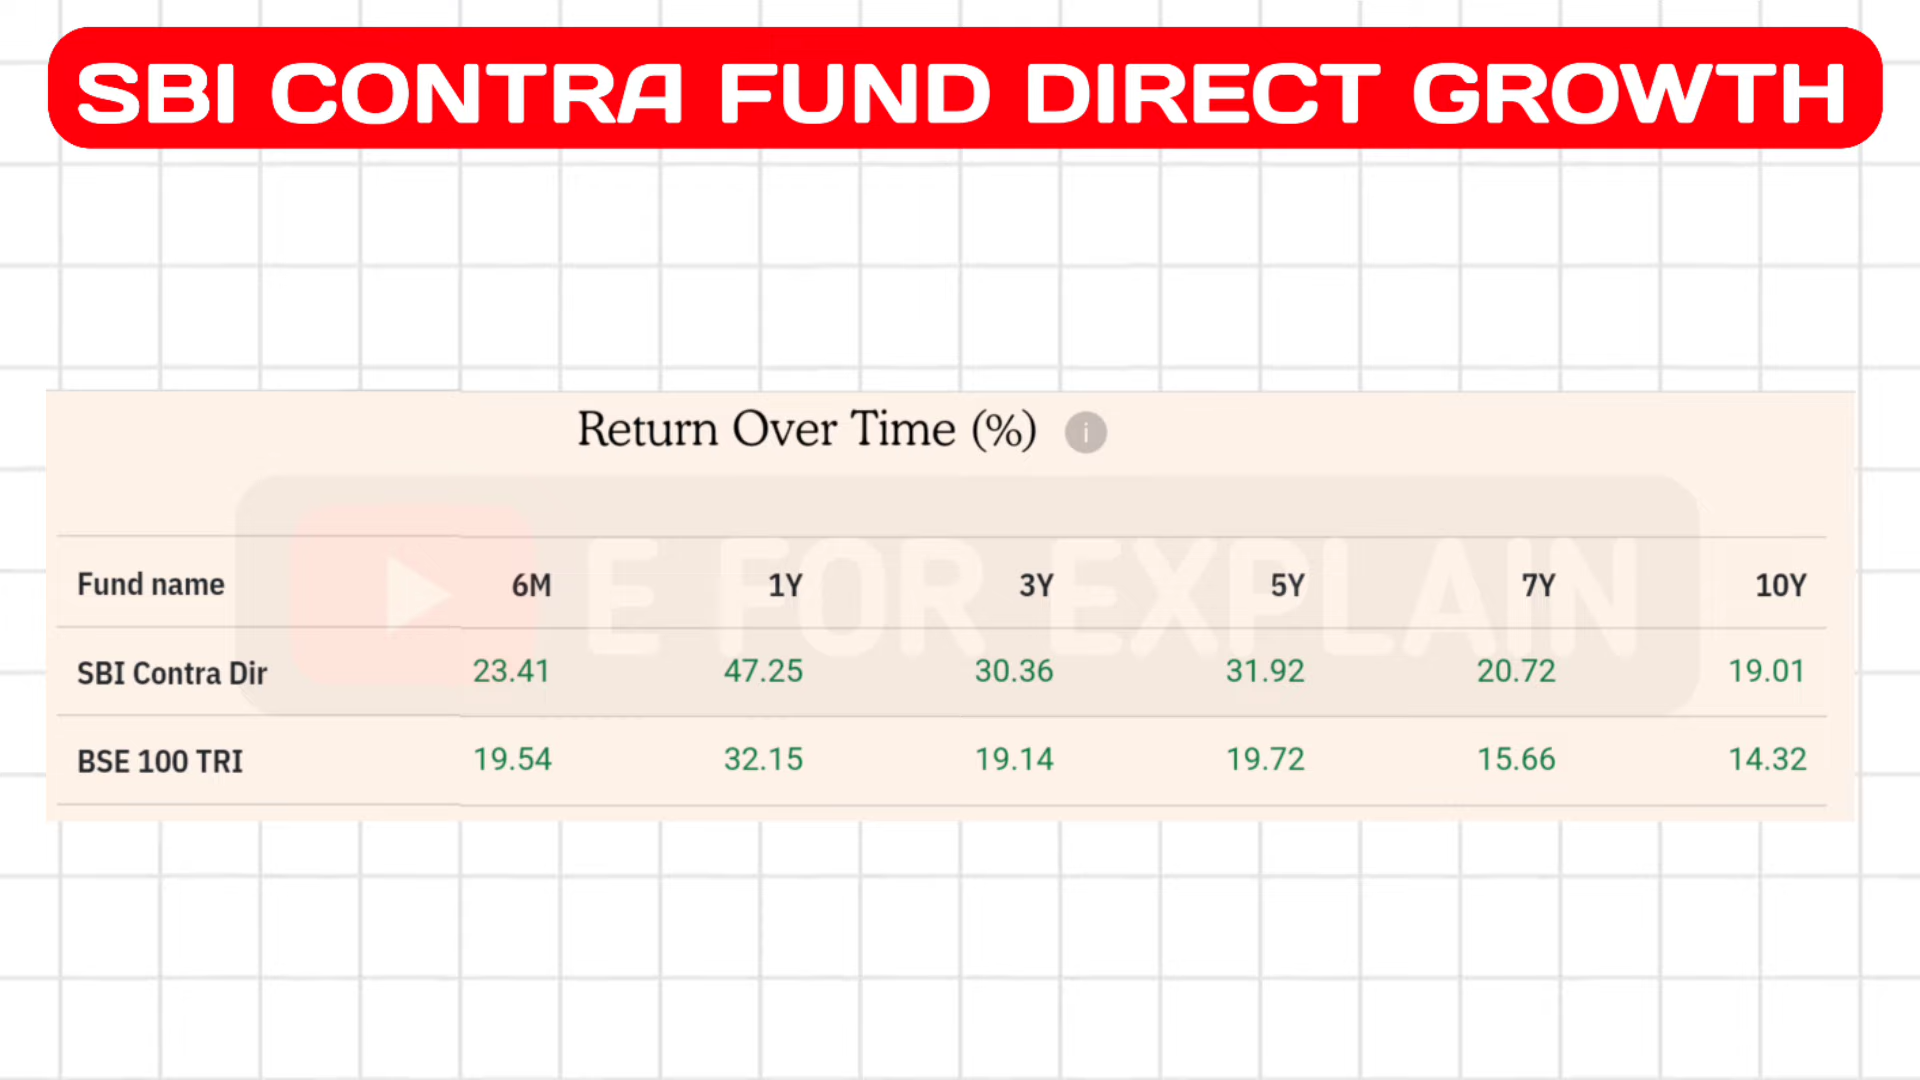 SBI CONTRA FUND DIRECT GROWTH
Return Over Time (%) i
E FOR EXPLAIN
Fund name 6M 1Y 3Y 5Y 7Y 10Y
SBI Contra Dir 23.41 47.25 30.36 31.92 20.72 19.01
BSE 100 TRI 19.54 32.15 19.14 19.72 15.66 14.32